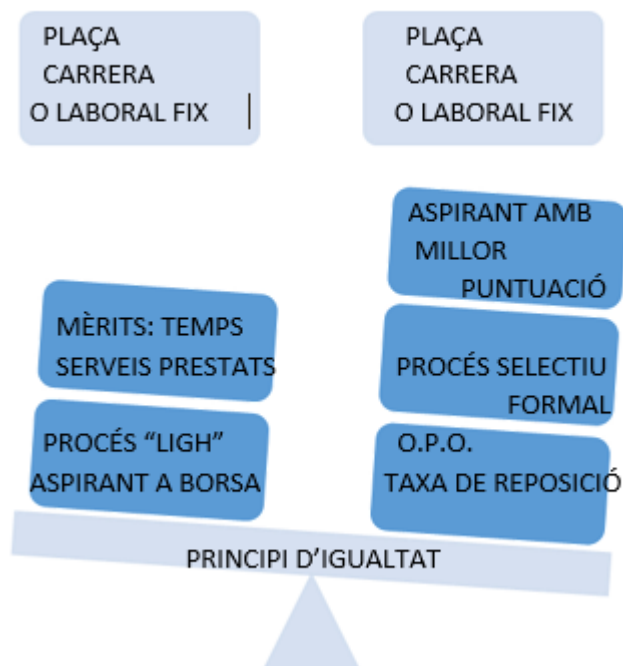 PLAÇA
CARRERA
O LABORAL FIX
PLAÇA
CARRERA
O LABORAL FIX
MÈRITS: TEMPS
SERVEIS PRESTATS
PROCÉS “LIGH”
ASPIRANT A BORSA
ASPIRANT AMB
MILLOR
PUNTUACIÓ
PROCÉS SELECTIU
FORMAL
O.P.O.
TAXA DE REPOSICIÓ
PRINCIPI D’IGUALTAT